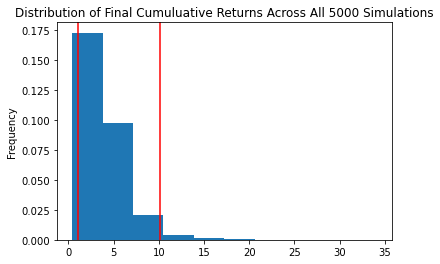 Distribution of Final Cumuluative Returns Across All 5000 Simulations
0.175
0.150
0.125
0.100
0.075
0.050
0.025
0.000
Frequency
0 5 10 15 20 25 30 35